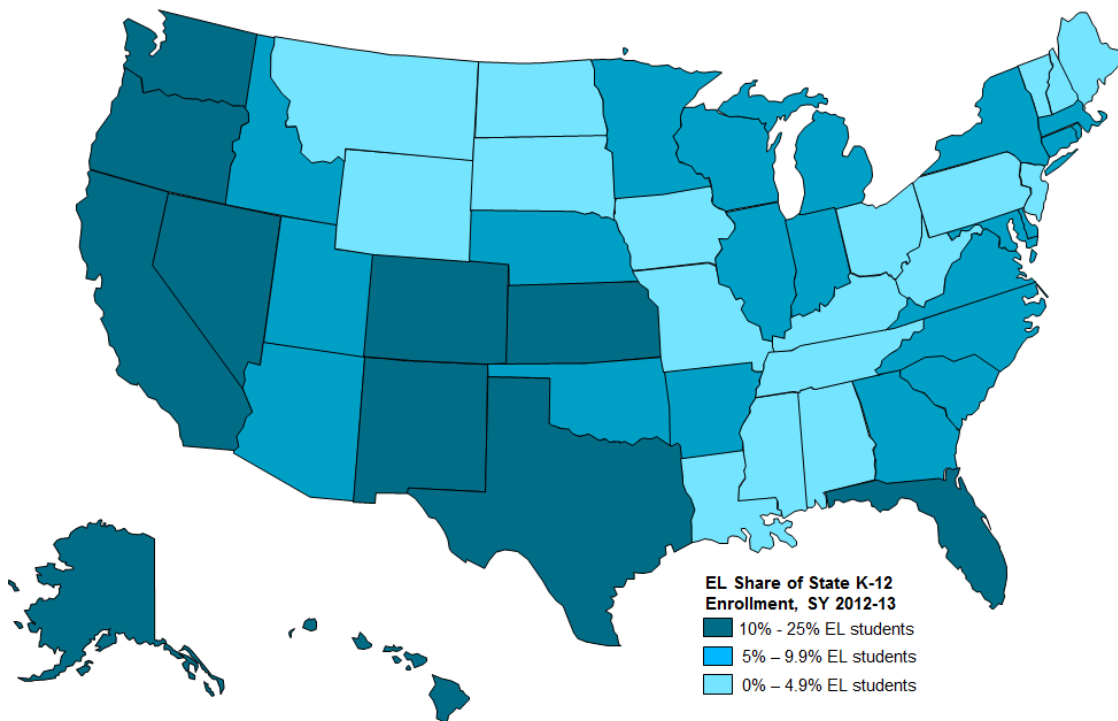 EL Share of State K-12
Enrollment, SY 2012-13
10% - 25% EL students
5% – 9.9% EL students
0% – 4.9% EL students